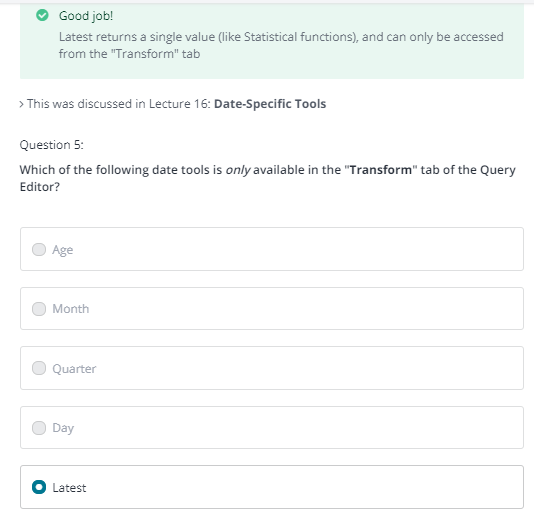 Good job!
Latest returns a single value (like Statistical functions), and can only be accessed
from the "Transform" tab
> This was discussed in Lecture 16: Date-Specific Tools
Question 5:
Which of the following date tools is only available in the "Transform" tab of the Query
Editor?
Age
Month
Quarter
Day
Latest